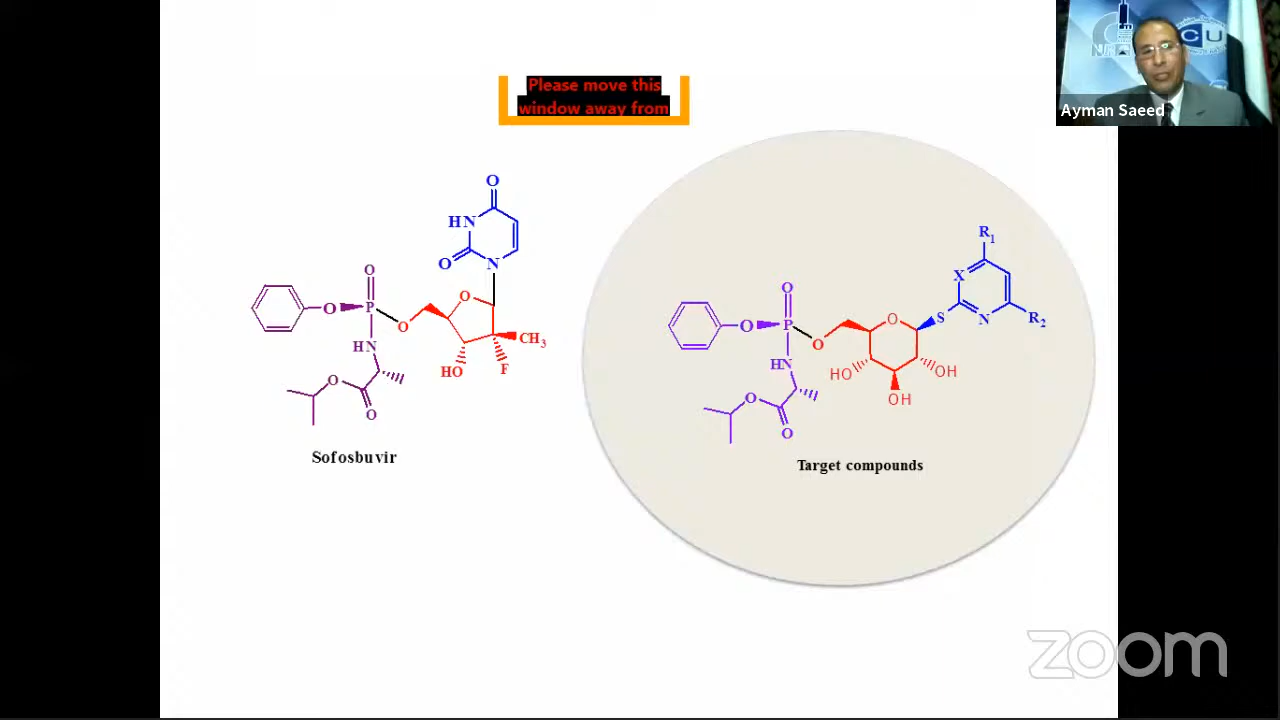 Please move this
window away from
Ayman Saeed
CU
O
HN
O
N
O
O
P
O
O
HN
O
O
HO
F
CH3
Sofosbuvir
R1
X
N
S
R2
O
O
P
O
O
HN
O
O
HO
OH
OH
Target compounds
zoom